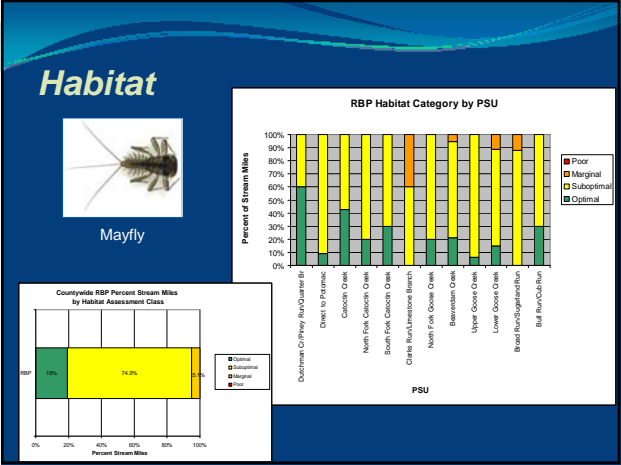 Habitat
Mayfly
RBP Habitat Category by PSU
Percent of Stream Miles
100%
90%
80%
70%
60%
50%
40%
30%
20%
10%
0%
Dutchman Cr/Piney Run/Quarter Br
Direct to Potomac
Catoctin Creek
North Fork Catoctin Creek
South Fork Catoctin Creek
Clarks Run/Limestone Branch
North Fork Goose Creek
Beaverdam Creek
Upper Goose Creek
Lower Goose Creek
Broad Run/Sugarland Run
Bull Run/Cub Run
PSU
Poor
Marginal
Suboptimal
Optimal
Countywide RBP Percent Stream Miles
by Habitat Assessment Class
RBP
74.9%
5.1%
0% 20% 40% 60% 80% 100%
Percent Stream Miles
Optimal
Suboptimal
Marginal
Poor